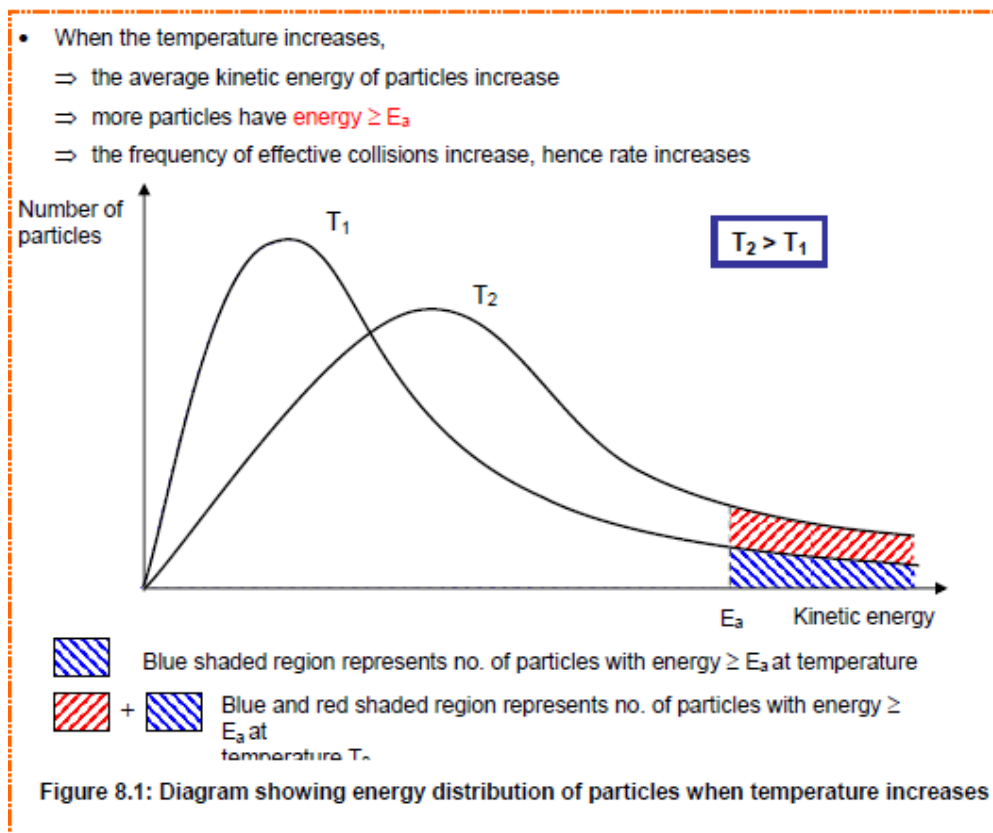 • When the temperature increases,
⇒ the average kinetic energy of particles increase
⇒ more particles have energy ≥ Eₐ
⇒ the frequency of effective collisions increase, hence rate increases
Number of
particles
T₁
T₂ > T₁
T₂
Eₐ
Kinetic energy
Blue shaded region represents no. of particles with energy ≥ Eₐ at temperature
+
Blue and red shaded region represents no. of particles with energy ≥
Eₐ at
temperature T₂
Figure 8.1: Diagram showing energy distribution of particles when temperature increases